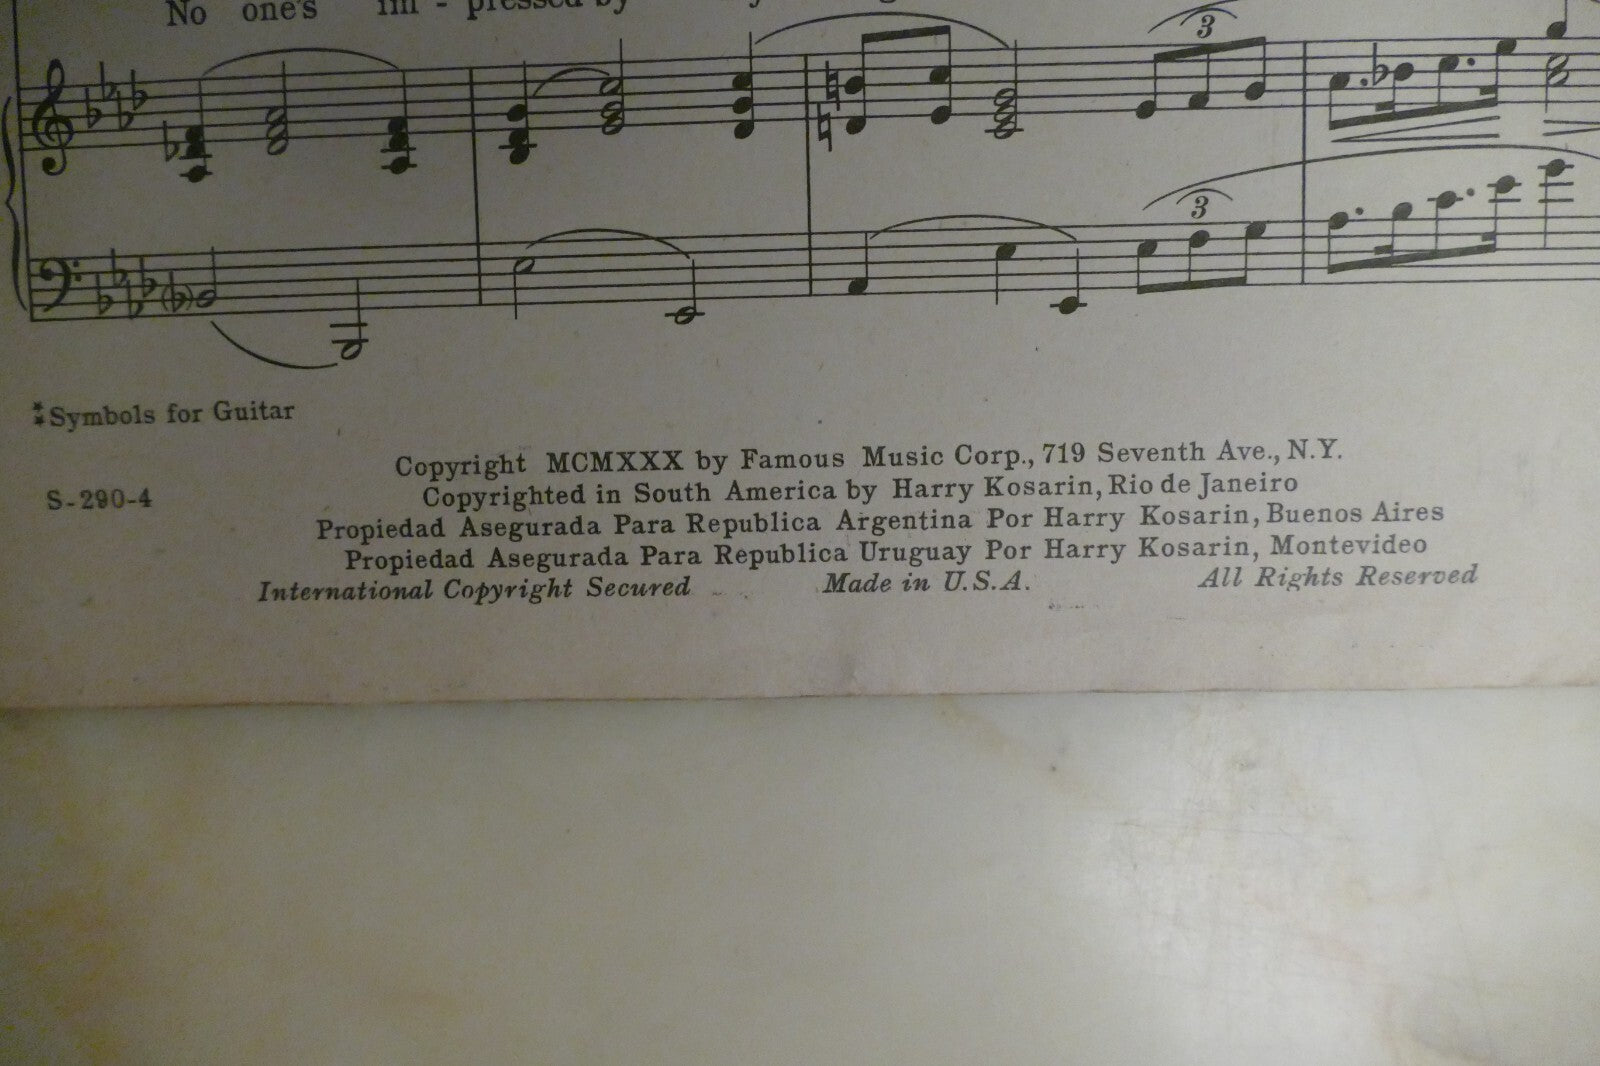 No one's im - pressed by
3
3
Symbols for Guitar
Copyright MCMXXX by Famous Music Corp., 719 Seventh Ave., N.Y.
S-290-4
Copyrighted in South America by Harry Kosarin, Rio de Janeiro
Propiedad Asegurada Para Republica Argentina Por Harry Kosarin, Buenos Aires
Propiedad Asegurada Para Republica Uruguay Por Harry Kosarin, Montevideo
International Copyright Secured Made in U.S.A. All Rights Reserved